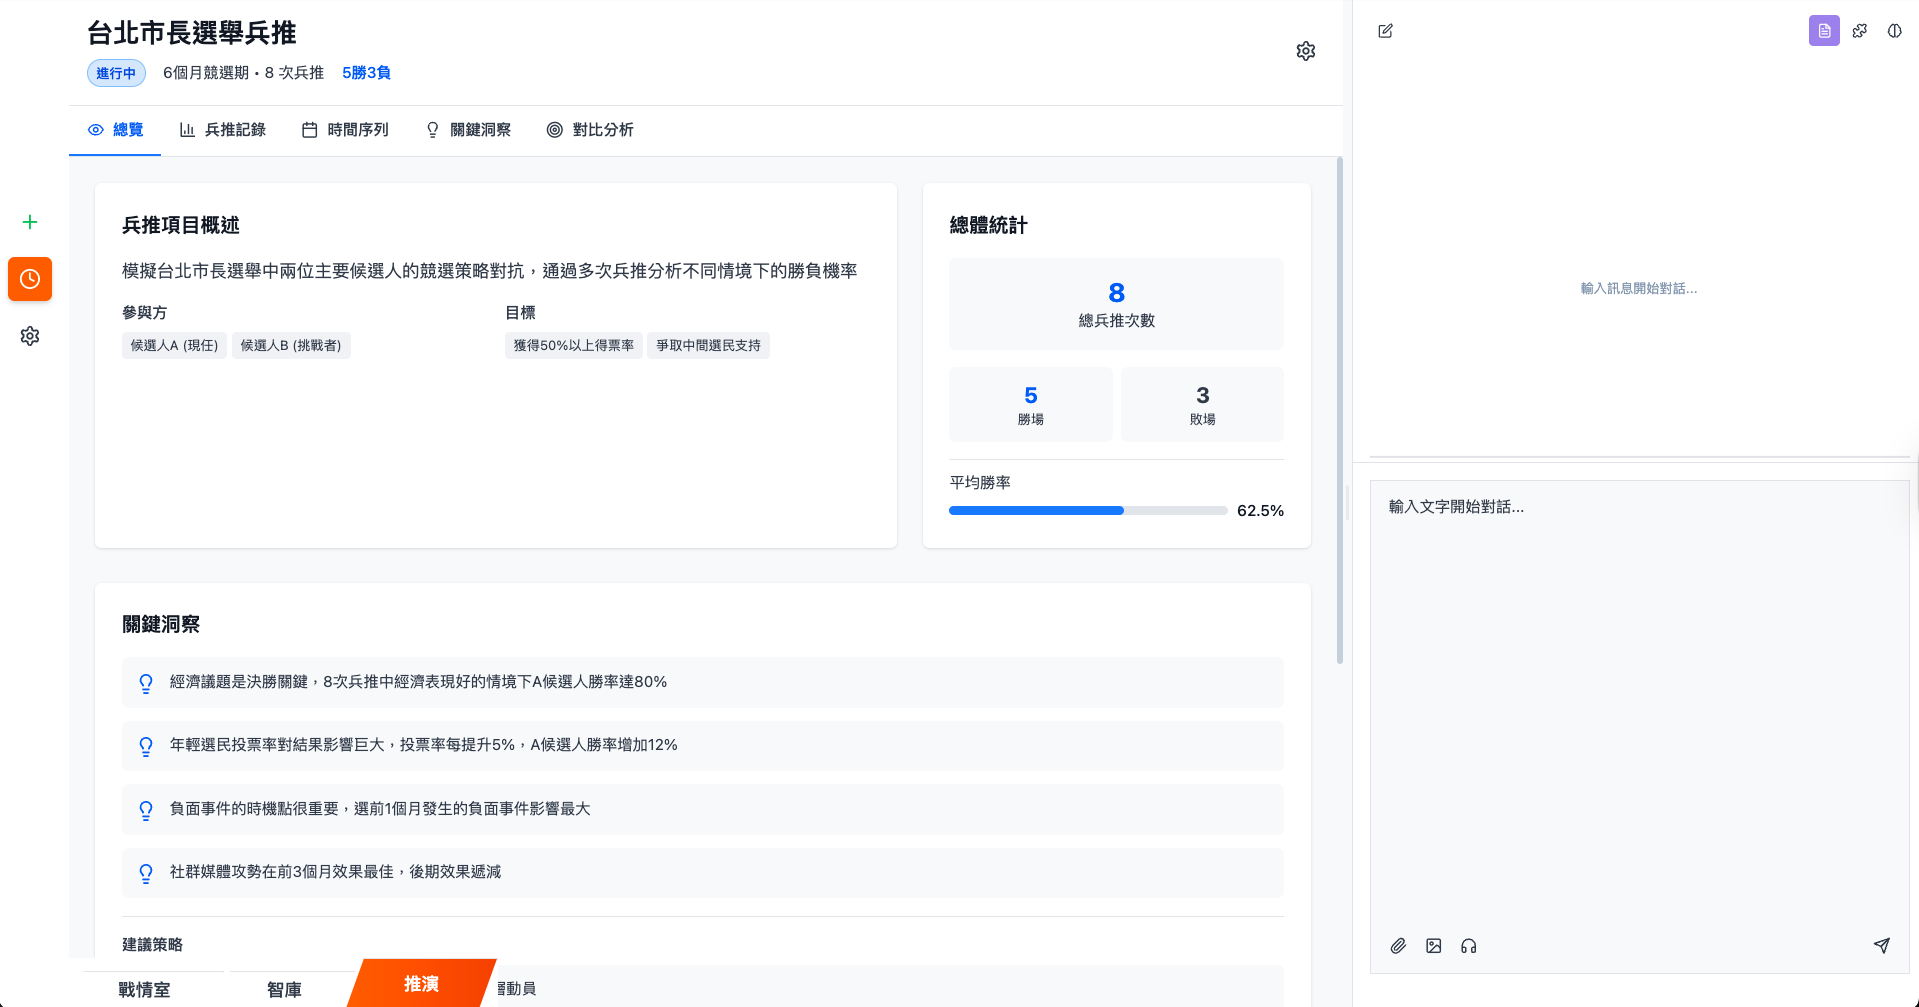 台北市長選舉兵推
進行中 6個月競選期 • 8 次兵推 5勝3負
總覽 兵推記錄 時間序列 關鍵洞察 對比分析
兵推項目概述
模擬台北市長選舉中兩位主要候選人的競選策略對抗，通過多次兵推分析不同情境下的勝負機率
參與方
候選人A (現任) 候選人B (挑戰者)
目標
獲得50%以上得票率 爭取中間選民支持
總體統計
8
總兵推次數
5
勝場
3
敗場
平均勝率
62.5%
關鍵洞察
經濟議題是決勝關鍵，8次兵推中經濟表現好的情境下A候選人勝率達80%
年輕選民投票率對結果影響巨大，投票率每提升5%，A候選人勝率增加12%
負面事件的時機點很重要，選前1個月發生的負面事件影響最大
社群媒體攻勢在前3個月效果最佳，後期效果遞減
建議策略
層動員
戰情室 智庫 推演
輸入訊息開始對話...
輸入文字開始對話...